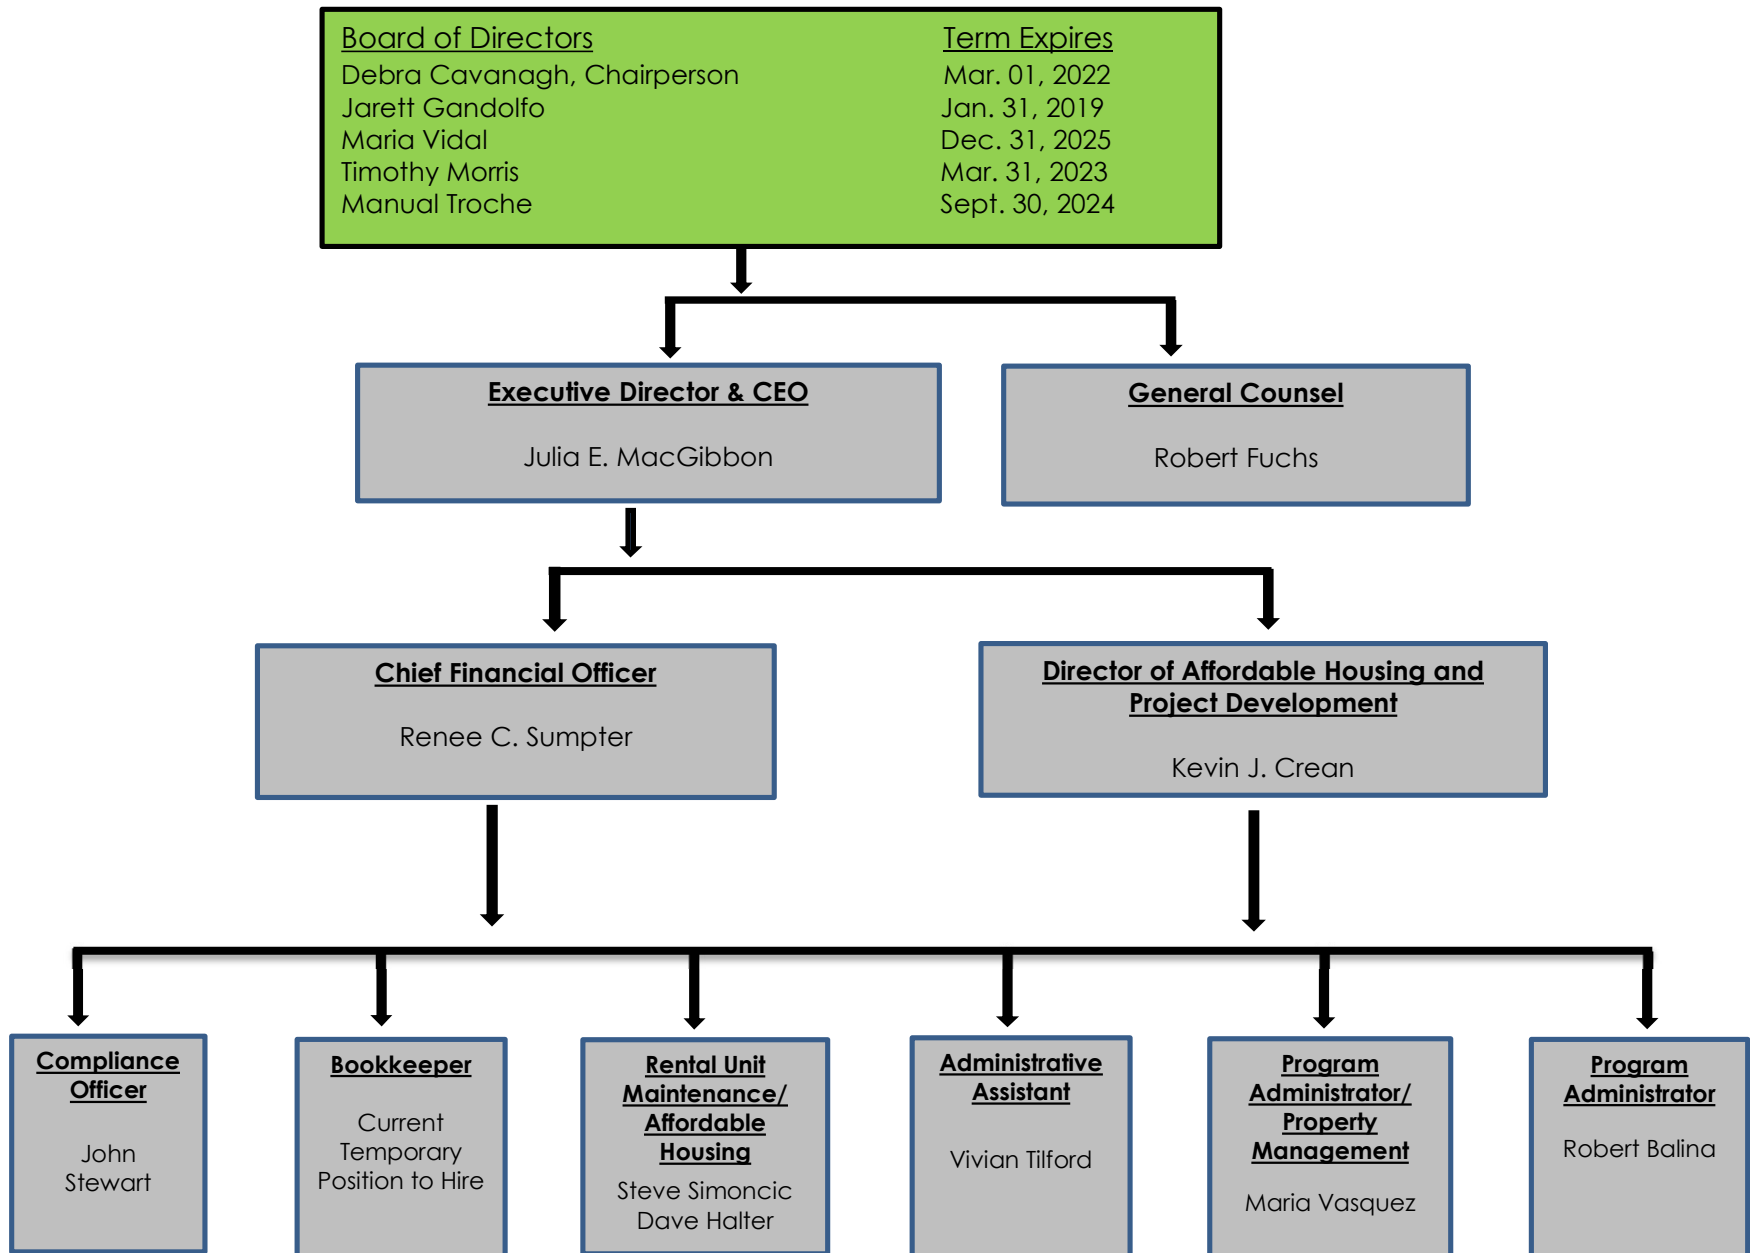 Board of Directors Term Expires
Debra Cavanagh, Chairperson Mar. 01, 2022
Jarett Gandolfo Jan. 31, 2019
Maria Vidal Dec. 31, 2025
Timothy Morris Mar. 31, 2023
Manual Troche Sept. 30, 2024
Executive Director & CEO
Julia E. MacGibbon
General Counsel
Robert Fuchs
Chief Financial Officer
Renee C. Sumpter
Director of Affordable Housing and
Project Development
Kevin J. Crean
Compliance
Officer
John
Stewart
Bookkeeper
Current
Temporary
Position to Hire
Rental Unit
Maintenance/
Affordable
Housing
Steve Simoncic
Dave Halter
Administrative
Assistant
Vivian Tilford
Program
Administrator/
Property
Management
Maria Vasquez
Program
Administrator
Robert Balina